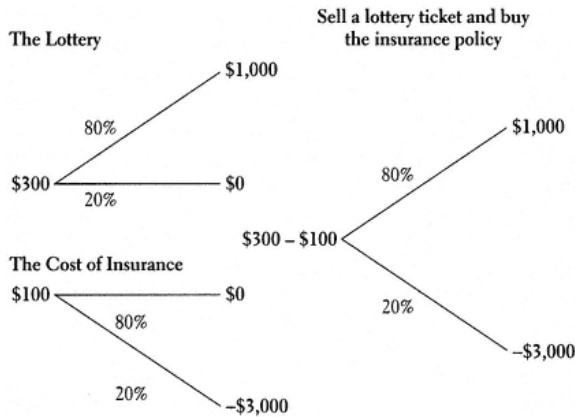 The Lottery
$1,000
80%
$300
$0
20%
The Cost of Insurance
$100
$0
80%
20%
–$3,000
Sell a lottery ticket and buy
the insurance policy
$1,000
80%
$300 – $100
20%
–$3,000